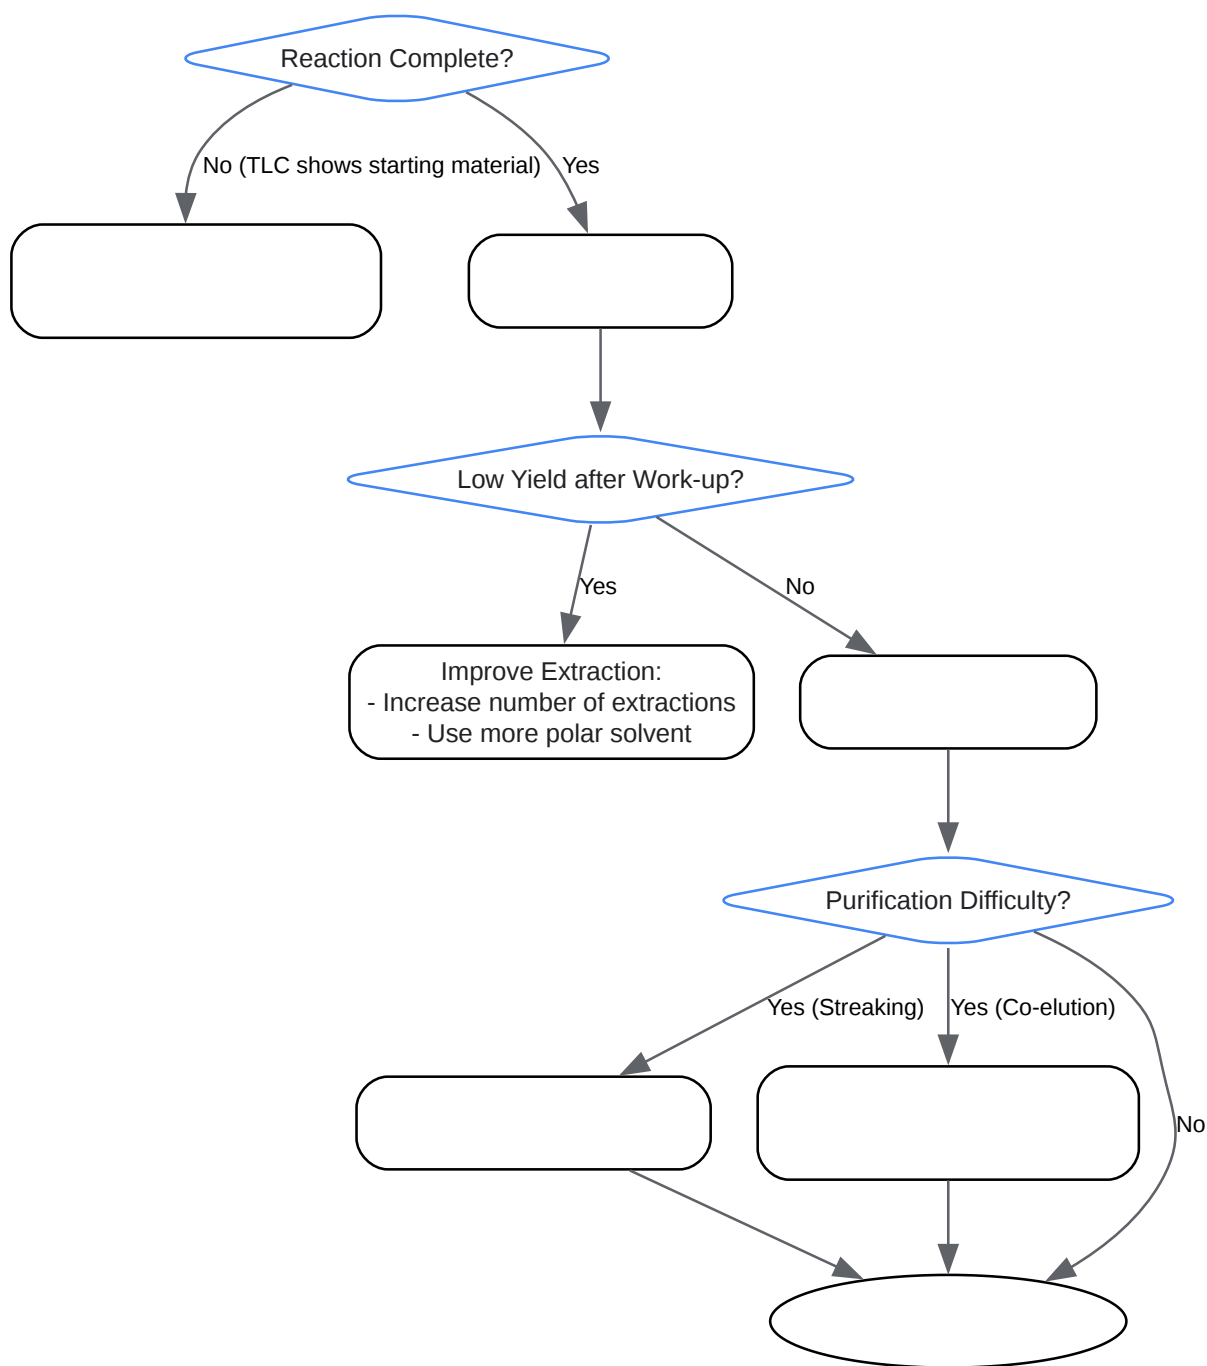 Reaction Complete?
No (TLC shows starting material)
Yes
Low Yield after Work-up?
Yes
No
Improve Extraction:
- Increase number of extractions
- Use more polar solvent
Purification Difficulty?
Yes (Streaking)
Yes (Co-elution)
No